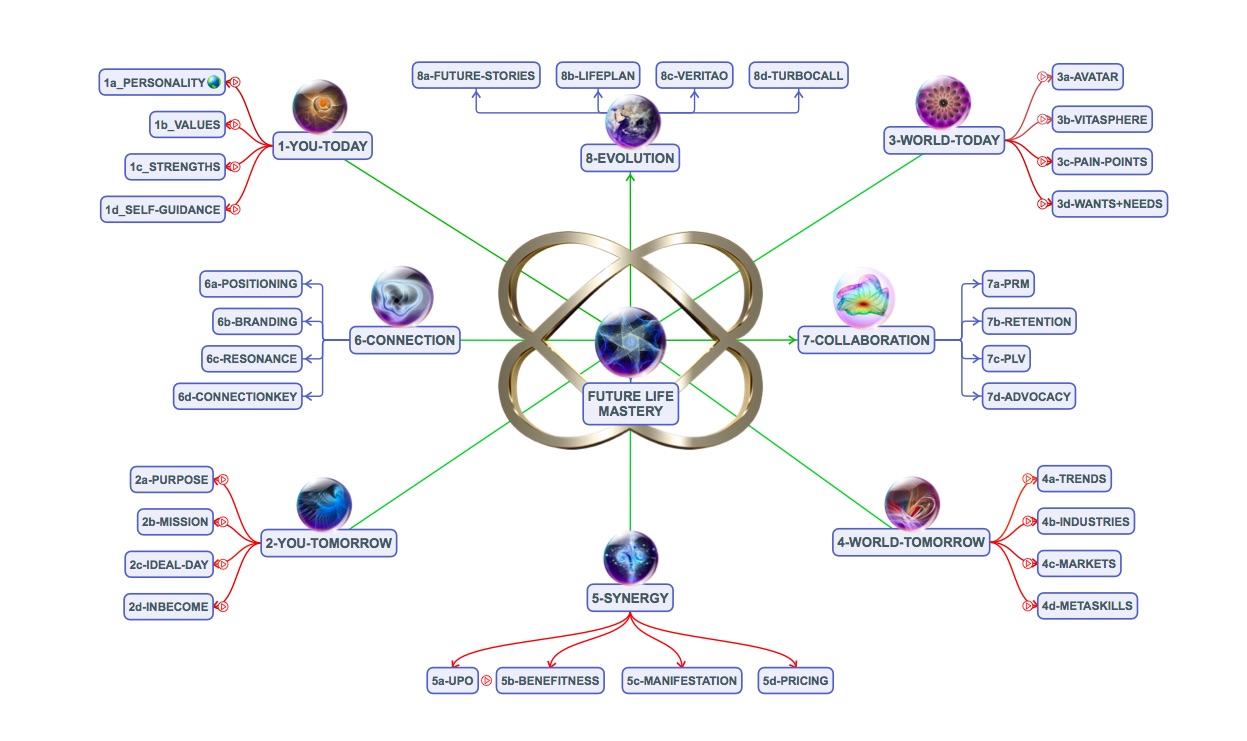 1a_PERSONALITY
1b_VALUES
1c_STRENGTHS
1d_SELF-GUIDANCE
1-YOU-TODAY
8a-FUTURE-STORIES
8b-LIFEPLAN
8c-VERITAO
8d-TURBOCALL
8-EVOLUTION
3-WORLD-TODAY
3a-AVATAR
3b-VITASPHERE
3c-PAIN-POINTS
3d-WANTS+NEEDS
6a-POSITIONING
6b-BRANDING
6c-RESONANCE
6d-CONNECTIONKEY
6-CONNECTION
FUTURE LIFE
MASTERY
7-COLLABORATION
7a-PRM
7b-RETENTION
7c-PLV
7d-ADVOCACY
2a-PURPOSE
2b-MISSION
2c-IDEAL-DAY
2d-INBECOME
2-YOU-TOMORROW
5-SYNERGY
5a-UPO
5b-BENEFITNESS
5c-MANIFESTATION
5d-PRICING
4-WORLD-TOMORROW
4a-TRENDS
4b-INDUSTRIES
4c-MARKETS
4d-METASKILLS